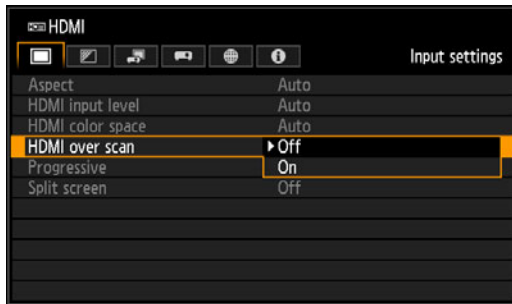 HDMI
Input settings
Aspect Auto
HDMI input level Auto
HDMI color space Auto
HDMI over scan Off
Progressive On
Split screen Off